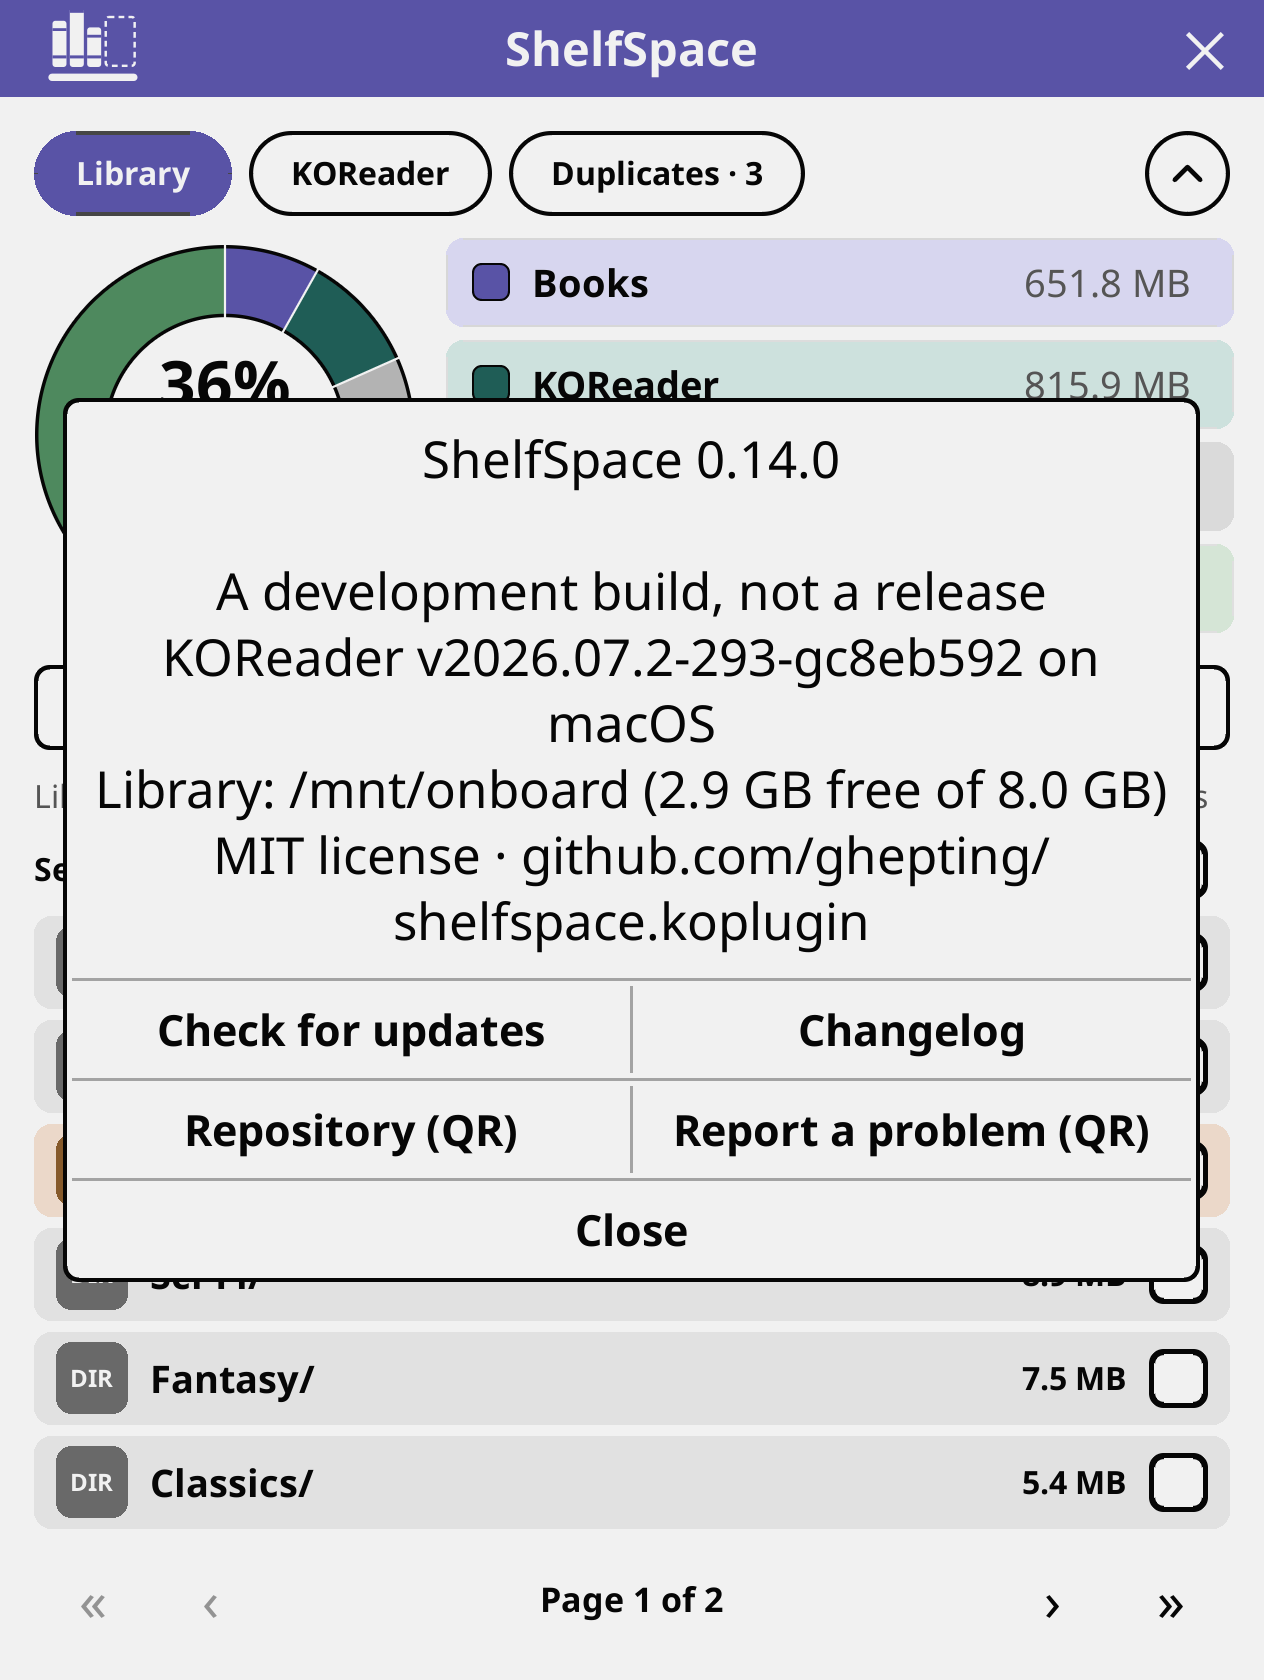 ShelfSpace
Library
KOReader
Duplicates · 3
Books 651.8 MB
36%
KOReader 815.9 MB
ShelfSpace 0.14.0
A development build, not a release
KOReader v2026.07.2-293-gc8eb592 on
macOS
Library: /mnt/onboard (2.9 GB free of 8.0 GB)
MIT license · github.com/ghepting/
shelfspace.koplugin
Check for updates
Changelog
Repository (QR)
Report a problem (QR)
Close
DIR Fantasy/ 7.5 MB
DIR Classics/ 5.4 MB
« ‹ Page 1 of 2 › »